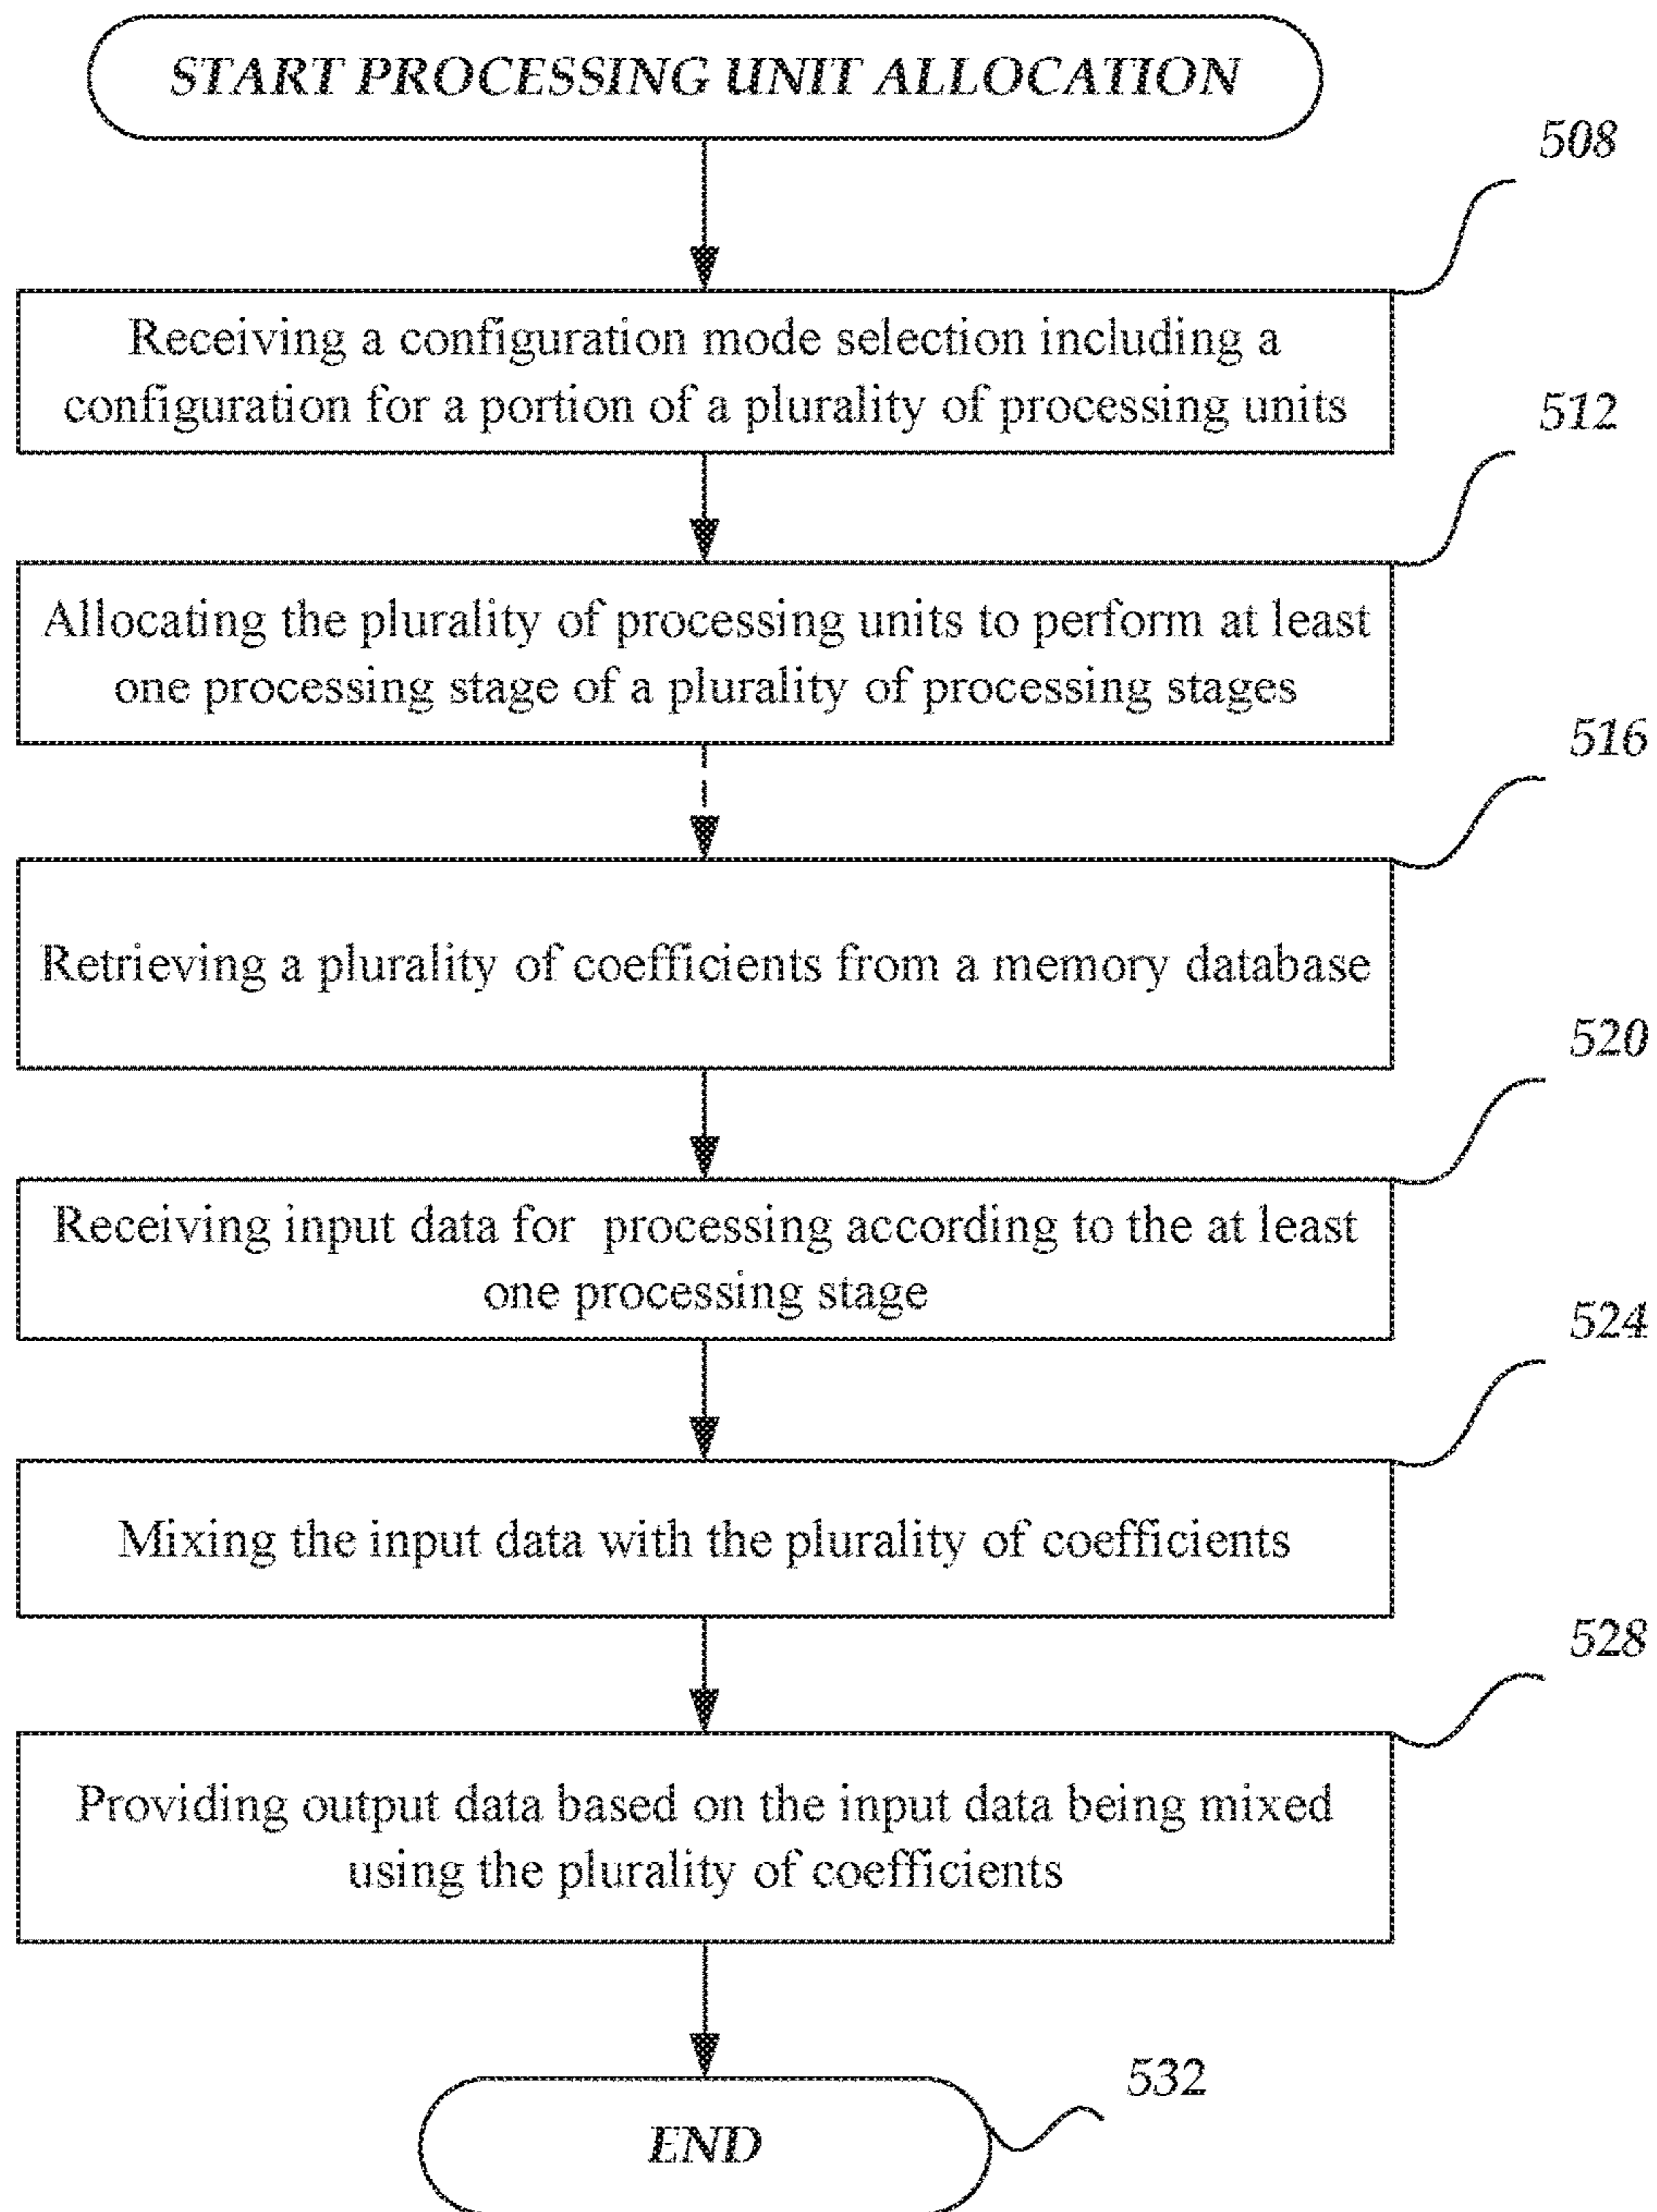 START PROCESSING UNIT ALLOCATION
508
Receiving a configuration mode selection including a
configuration for a portion of a plurality of processing units
512
Allocating the plurality of processing units to perform at least
one processing stage of a plurality of processing stages
516
Retrieving a plurality of coefficients from a memory database
520
Receiving input data for processing according to the at least
one processing stage
524
Mixing the input data with the plurality of coefficients
528
Providing output data based on the input data being mixed
using the plurality of coefficients
532
END